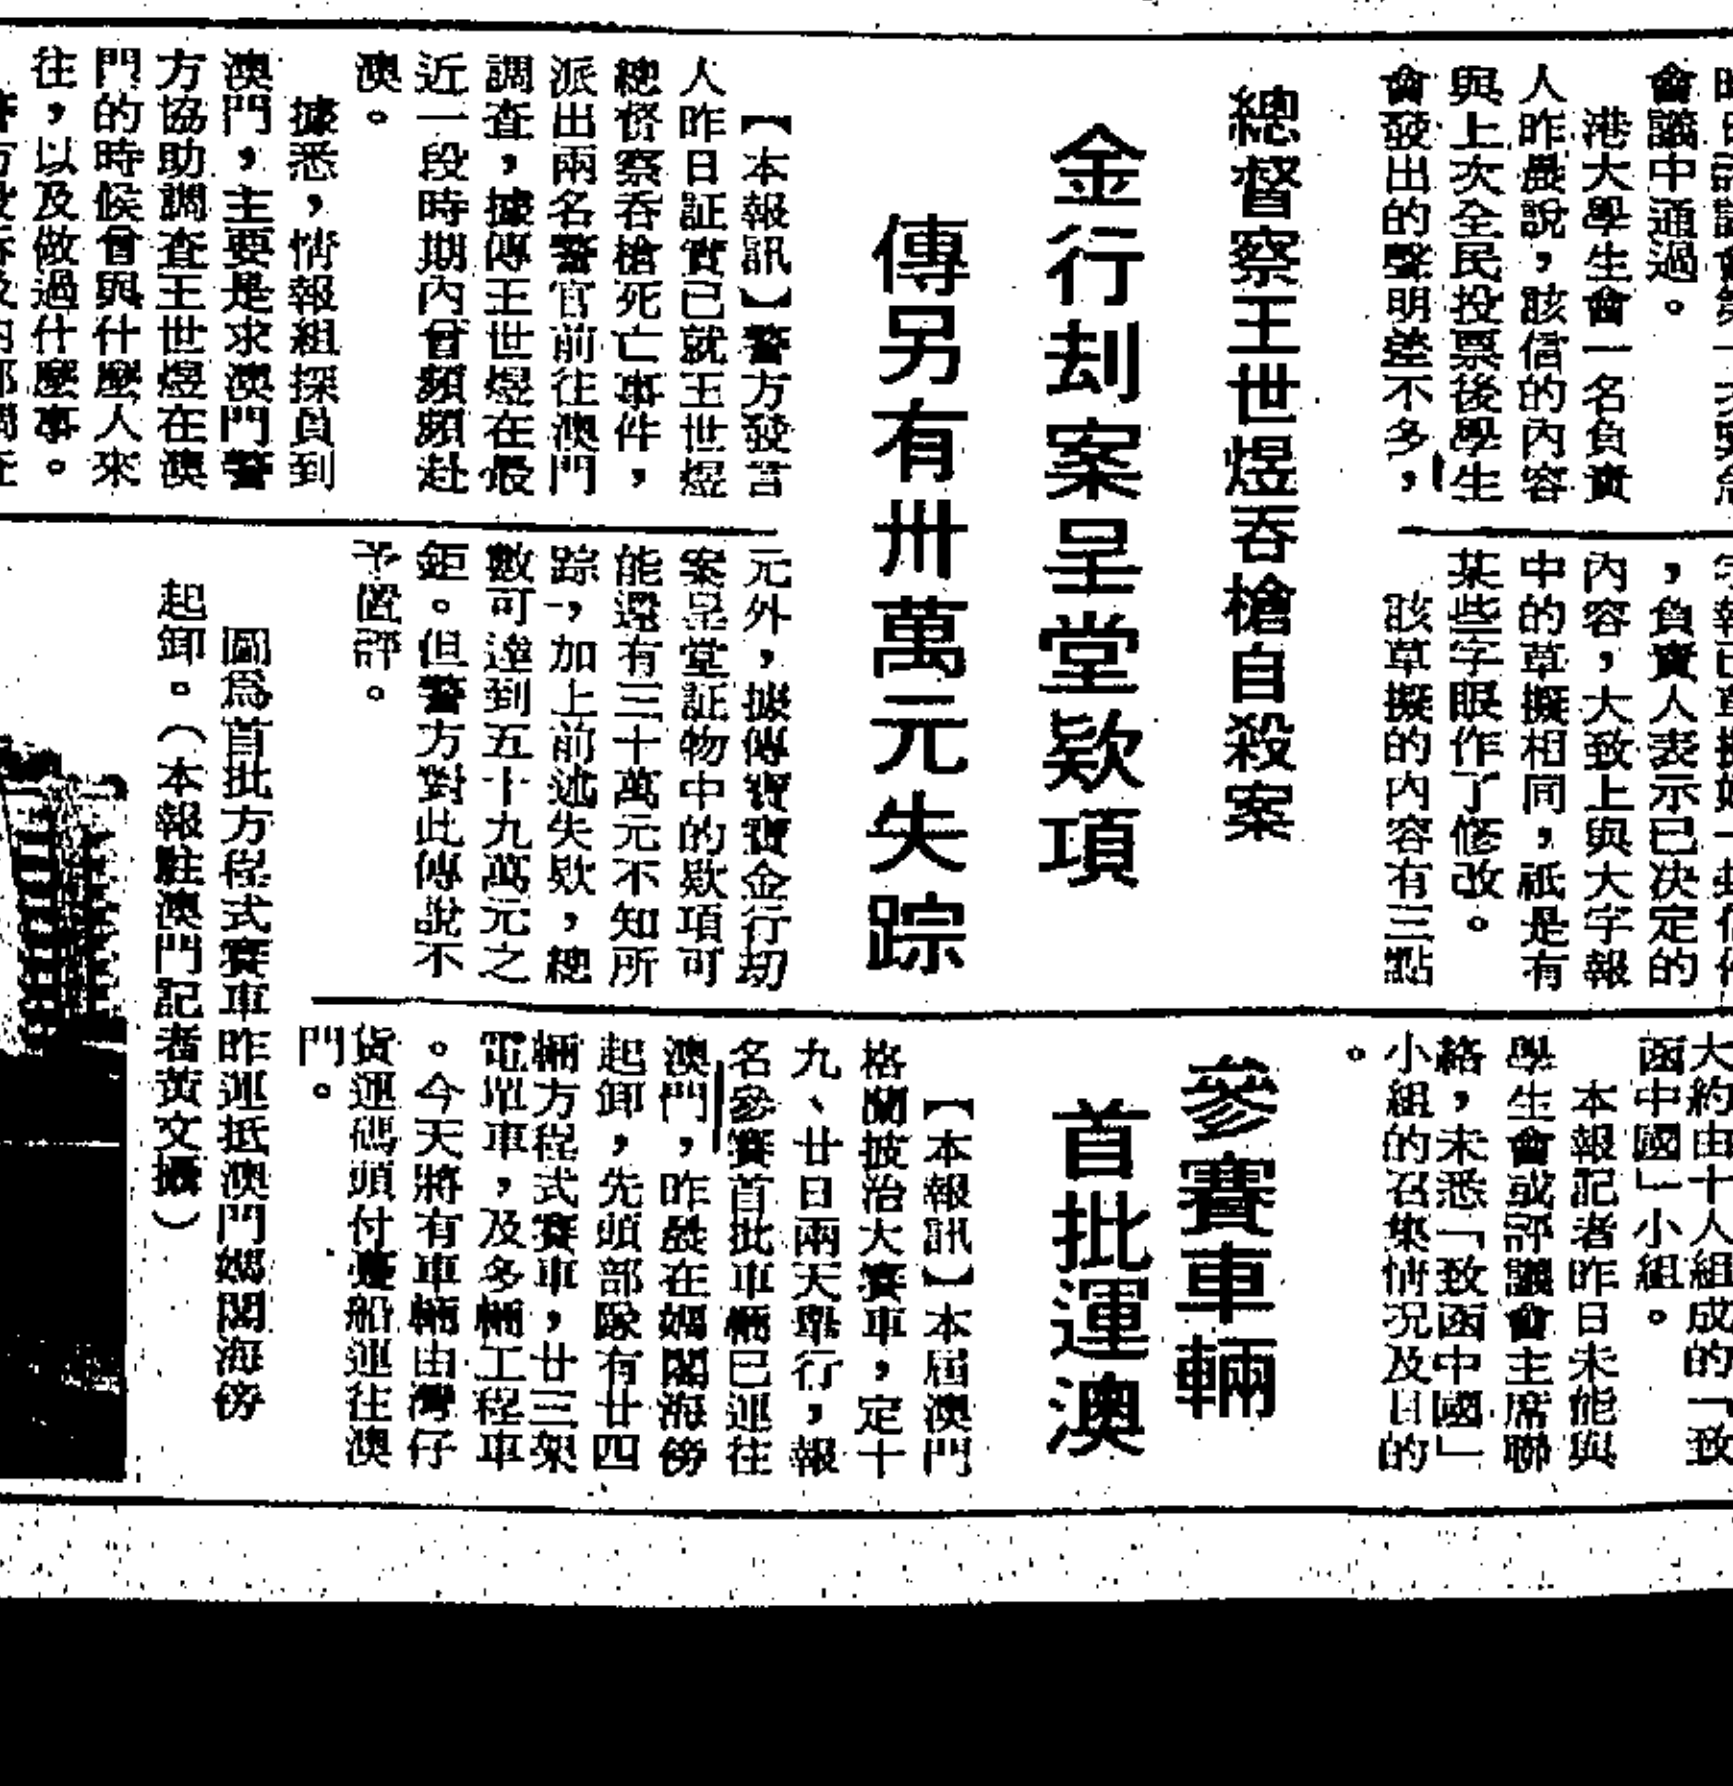 會議中通過。
港大學生會一名負責
人昨晨說，該信的內容
與上次全民投票後學生
會發出的聲明差不多，
，負責人表示已決定的
內容，大致上與大字報
中的草擬相同，祇是有
某些字眼作了修改。
該草擬的內容有三點
大約由十人組成的「致
函中國」小組。
本報記者昨日未能與
學生會或評議會主席聯
絡，未悉「致函中國」
小組的召集情況及目的
。
總督察王世煜吞槍自殺案
金行刦案呈堂欵項
傳另有卅萬元失踪
【本報訊】警方發言
人昨日証實已就王世煜
總督察吞槍死亡事件，
派出兩名警官前往澳門
調查，據傳王世煜在最
近一段時期內曾頻頻赴
澳。
據悉，情報組探員到
澳門，主要是求澳門警
方協助調查王世煜在澳
門的時候曾與什麼人來
往，以及做過什麼事。
元外，據傳寶寶金行刧
案呈堂証物中的欵項可
能還有三十萬元不知所
踪，加上前述失欵，總
數可達到五十九萬元之
鉅。但警方對此傳說不
予置評。
參賽車輛
首批運澳
【本報訊】本屆澳門
格蘭披治大賽車，定十
九、廿日兩天舉行，報
名參賽首批車輛已運往
澳門，昨晨在媽閣海傍
起卸，先頭部隊有廿四
輛方程式賽車，廿三架
電單車，及多輛工程車
。今天將有車輛由灣仔
貨運碼頭付躉船運往澳
門。
圖為首批方程式賽車昨運抵澳門媽閣海傍
起卸。（本報駐澳門記者黃文攝）